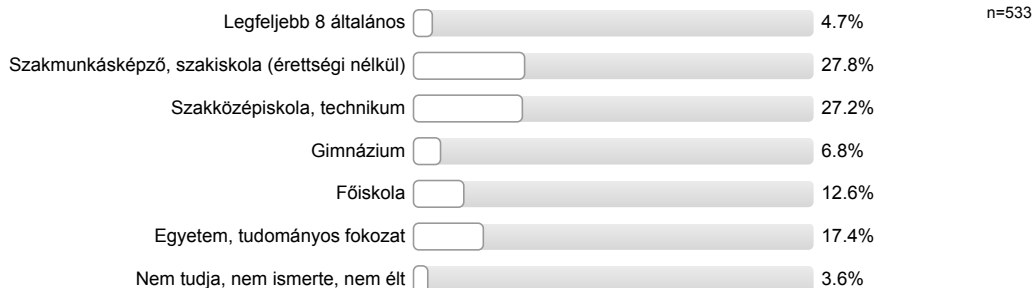 Legfeljebb 8 általános 4.7% n=533
Szakmunkásképző, szakiskola (érettségi nélkül) 27.8%
Szakközépiskola, technikum 27.2%
Gimnázium 6.8%
Főiskola 12.6%
Egyetem, tudományos fokozat 17.4%
Nem tudja, nem ismerte, nem élt 3.6%